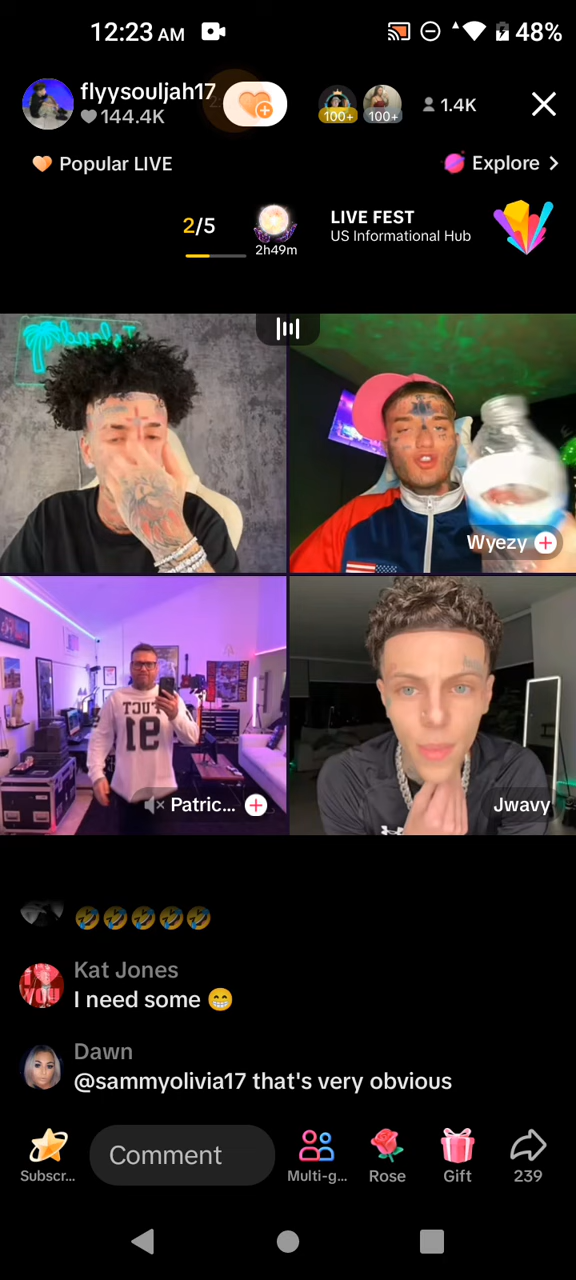 12:23 AM
48%
flyysouljah17
144.4K
100+
100+
1.4K
Popular LIVE
Explore
2/5
2h49m
LIVE FEST
US Informational Hub
Wyezy
Patric...
Jwavy
🤣🤣🤣🤣🤣
Kat Jones
I need some 😁
Dawn
@sammyolivia17 that's very obvious
Comment
Subscr...
Multi-g...
Rose
Gift
239